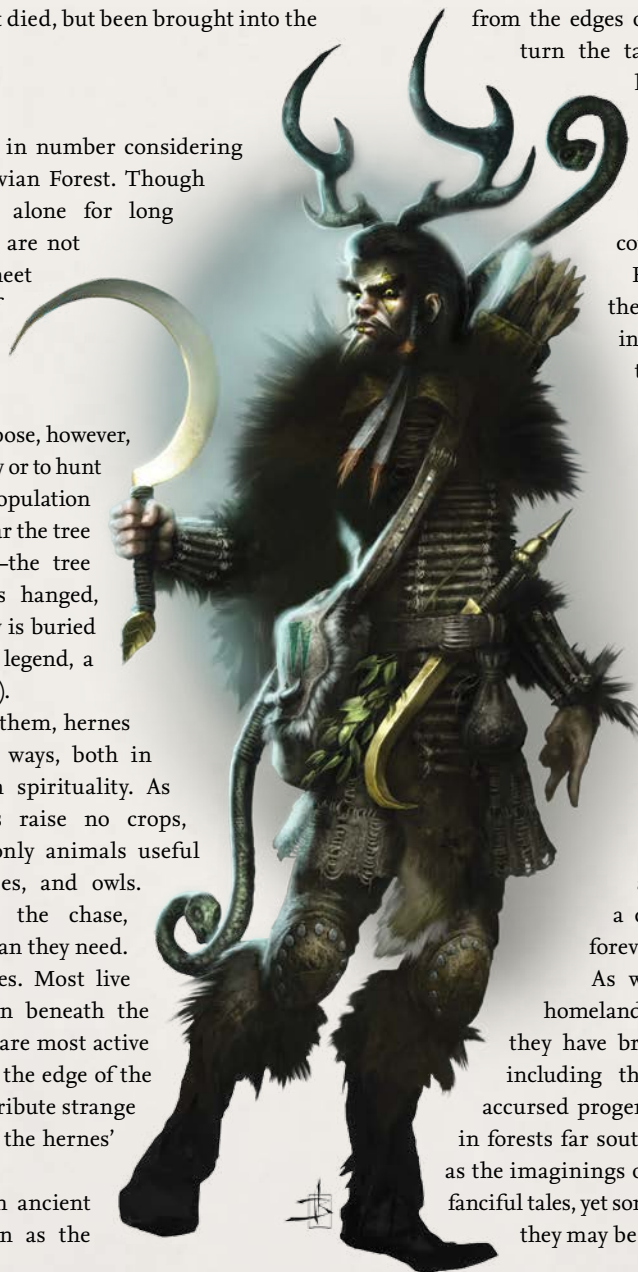 t died, but been brought into the
in number considering
vian Forest. Though
alone for long
are not
neet
pose, however,
y or to hunt
opulation
ar the tree
—the tree
s hanged,
y is buried
legend, a
).
them, hernes
ways, both in
n spirituality. As
s raise no crops,
only animals useful
es, and owls.
the chase,
an they need.
es. Most live
n beneath the
are most active
the edge of the
ribute strange
the hernes’
n ancient
n as the
from the edges o
turn the ta
co
the
in
t
a c
forev
As w
homeland
they have br
including th
accursed proger
in forests far sout
as the imaginings o
fanciful tales, yet son
they may be